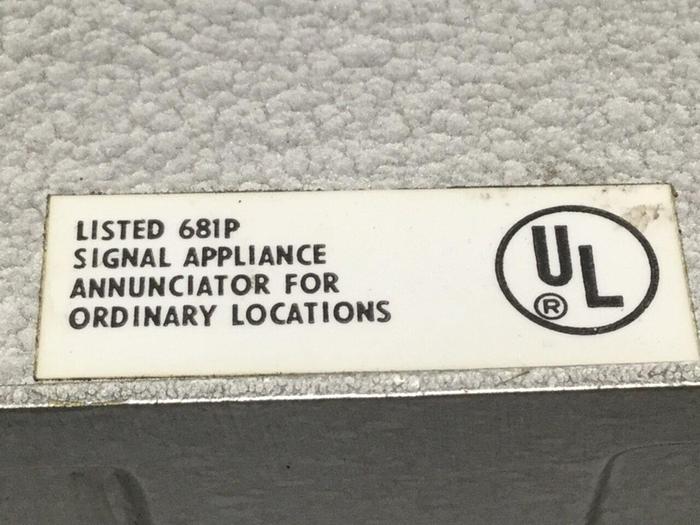 LISTED 681P
SIGNAL APPLIANCE
ANNUNCIATOR FOR
ORDINARY LOCATIONS
UL
®